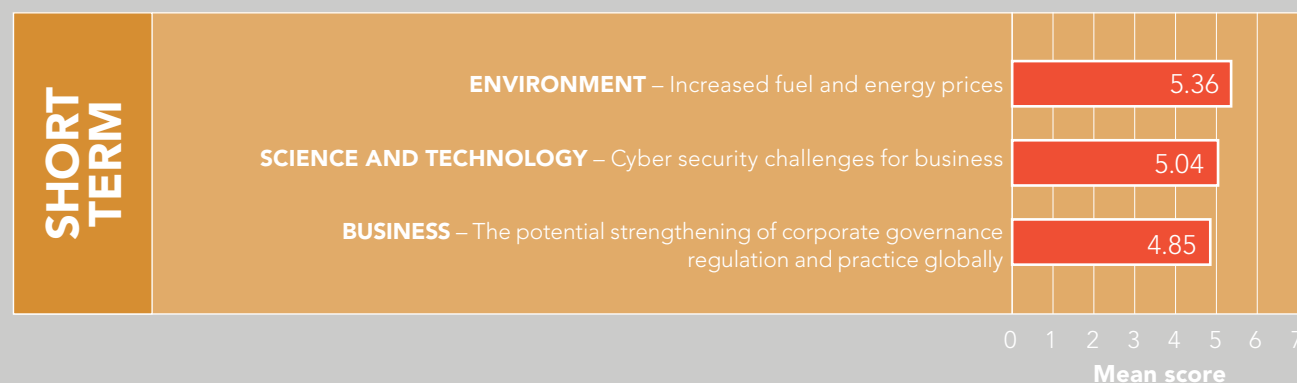 SHORT
TERM
ENVIRONMENT – Increased fuel and energy prices
5.36
SCIENCE AND TECHNOLOGY – Cyber security challenges for business
5.04
BUSINESS – The potential strengthening of corporate governance
regulation and practice globally
4.85
0 1 2 3 4 5 6 7
Mean score